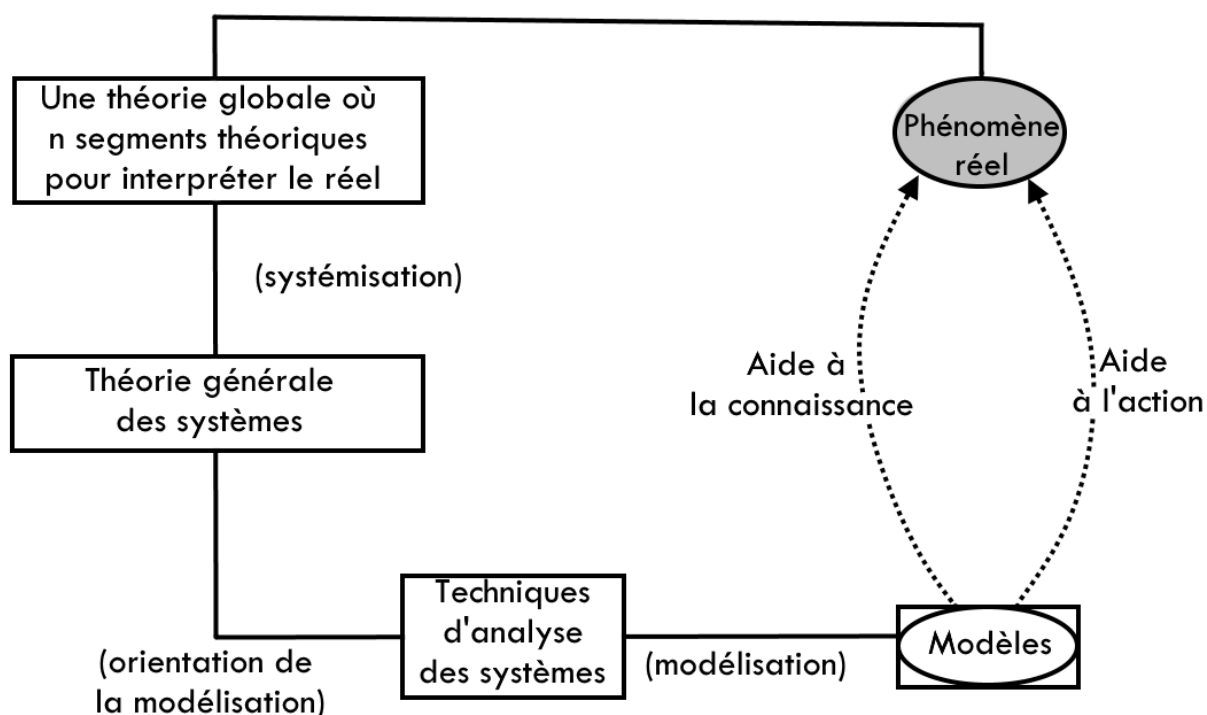 Une théorie globale où
n segments théoriques
pour interpréter le réel
Phénomène
réel
(systémisation)
Théorie générale
des systèmes
Aide à
la connaissance
Aide
à l'action
Techniques
d'analyse
des systèmes
(orientation de
la modélisation)
(modélisation)
Modèles